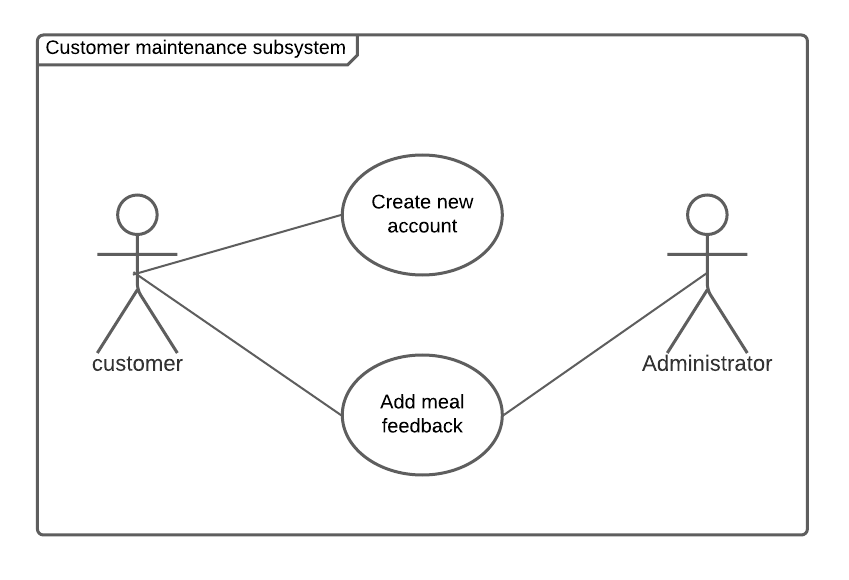 Customer maintenance subsystem
Create new
account
customer
Administrator
Add meal
feedback